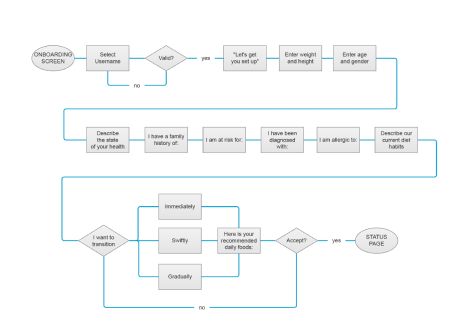 ONBOARDING
SCREEN
Select
Username
Valid?
yes
no
"Let's get
you set up"
Enter weight
and height
Enter age
and gender
Describe
the state
of your health
I have a family
history of:
I am at risk for:
I have been
diagnosed
with:
I am allergic to:
Describe our
current diet
habits
I want to
transition
Immediately
Swiftly
Gradually
Here is your
recommended
daily foods:
Accept?
yes
STATUS
PAGE
no